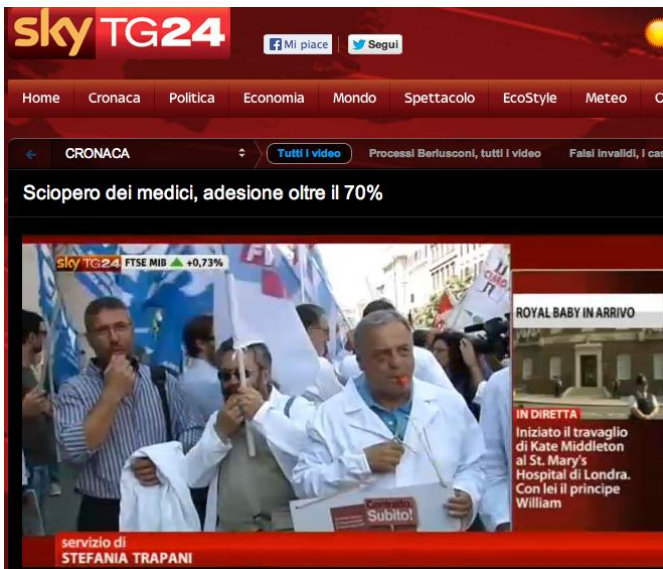 sky TG24
Mi piace
Segui
Home Cronaca Politica Economia Mondo Spettacolo EcoStyle Meteo
CRONACA Tutti i video Processi Berlusconi, tutti i video Falsi invalidi, i
Sciopero dei medici, adesione oltre il 70%
sky TG24 FTSE MIB +0,73%
ROYAL BABY IN ARRIVO
IN DIRETTA
Iniziato il travaglio
di Kate Middleton
al St. Mary's
Hospital di Londra.
Con lei il principe
William
Contratto
Subito!
servizio di
STEFANIA TRAPANI